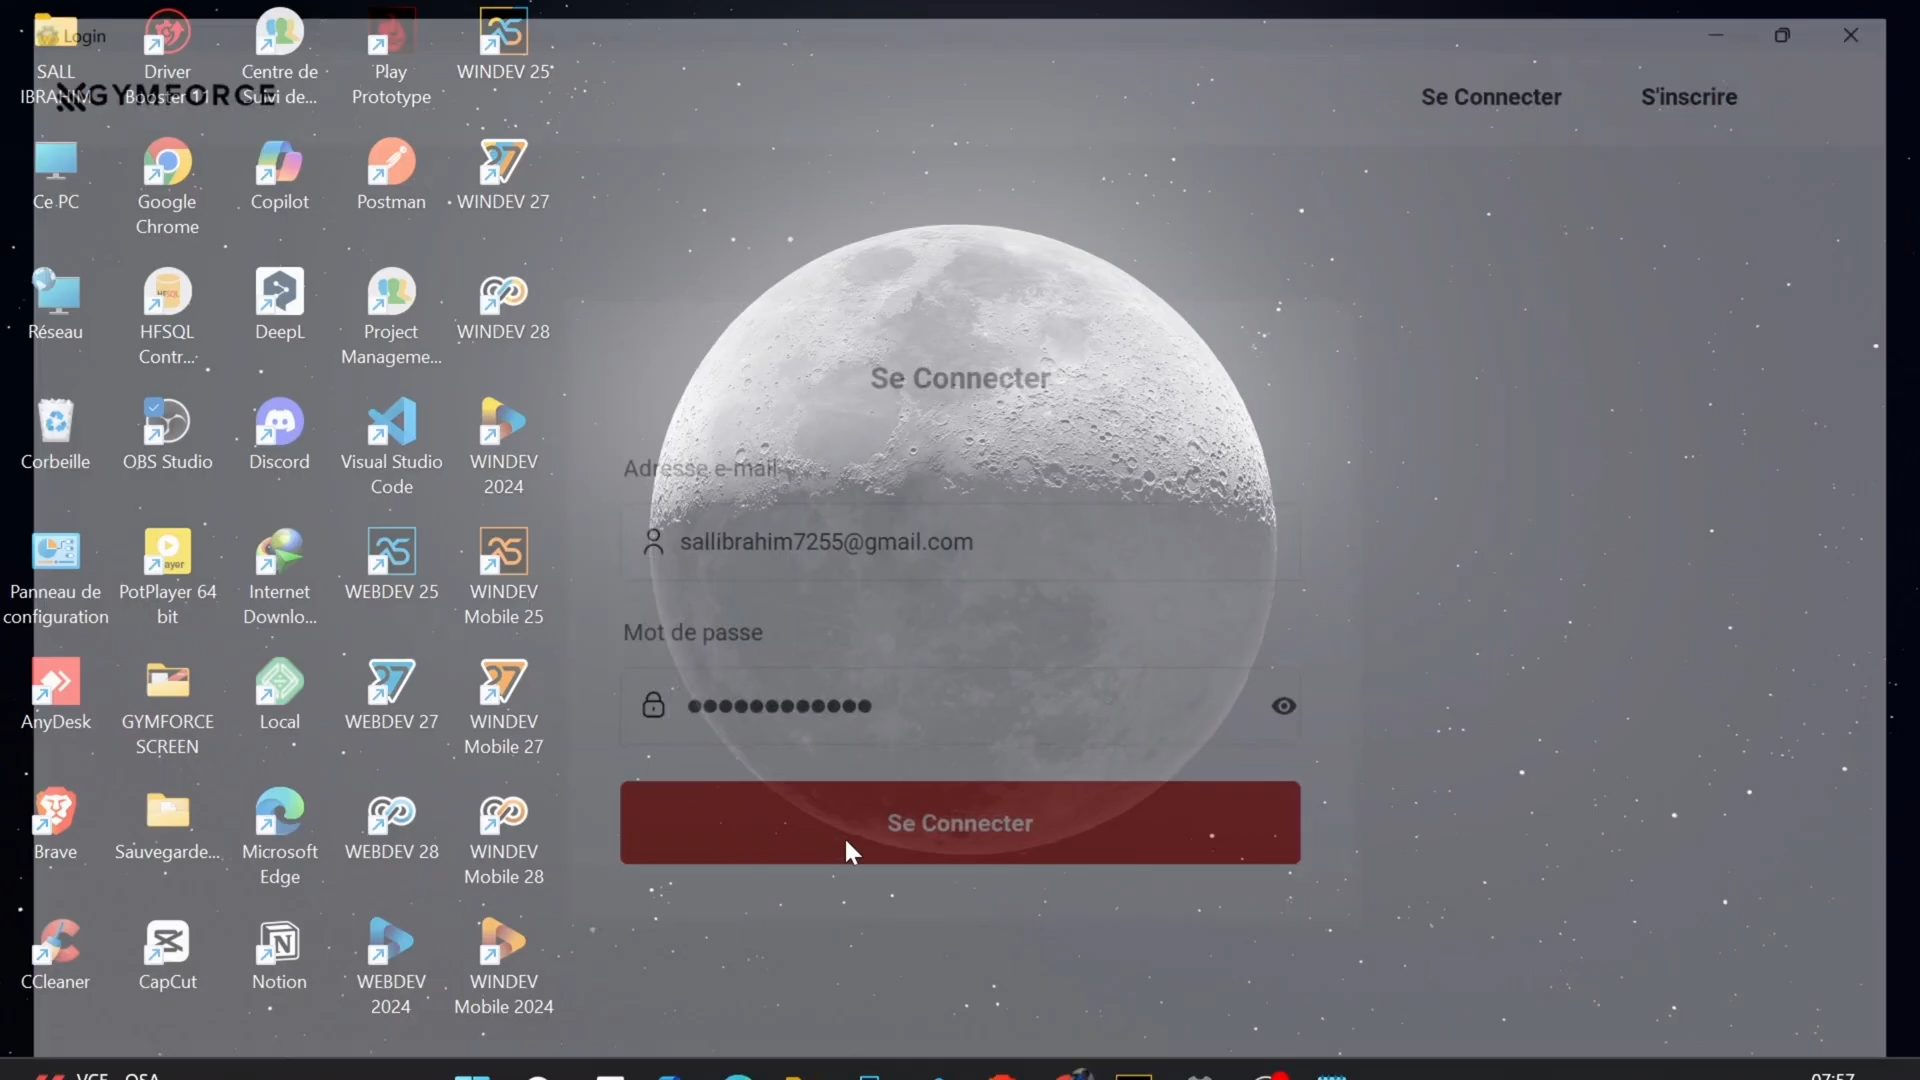 Login
GYMFORCE
Se Connecter
S'inscrire
SALL
IBRAHIM
Driver
Booster 11
Centre de
Suivi de...
Play
Prototype
WINDEV 25
Ce PC
Google
Chrome
Copilot
Postman
WINDEV 27
Réseau
HFSQL
Contr...
DeepL
Project
Manageme...
WINDEV 28
Corbeille
OBS Studio
Discord
Visual Studio
Code
WINDEV
2024
Panneau de
configuration
PotPlayer 64
bit
Internet
Downlo...
WEBDEV 25
WINDEV
Mobile 25
AnyDesk
GYMFORCE
SCREEN
Local
WEBDEV 27
WINDEV
Mobile 27
Brave
Sauvegarde...
Microsoft
Edge
WEBDEV 28
WINDEV
Mobile 28
CCleaner
CapCut
Notion
WEBDEV
2024
WINDEV
Mobile 2024
Se Connecter
Adresse e-mail
sallibrahim7255@gmail.com
Mot de passe
●●●●●●●●●●●●
Se Connecter
07:57